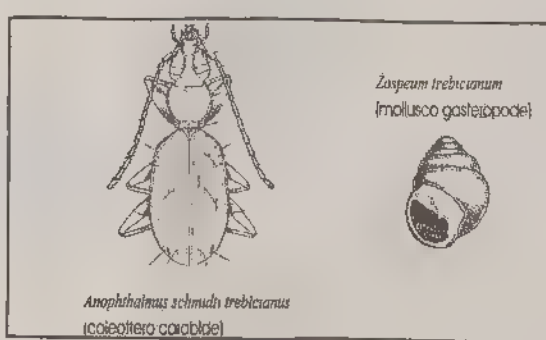 Zospeum trebicianum
(mollusco gasteropode)
Anophthalmus schmidti trebicianus
(coleottero carabide)